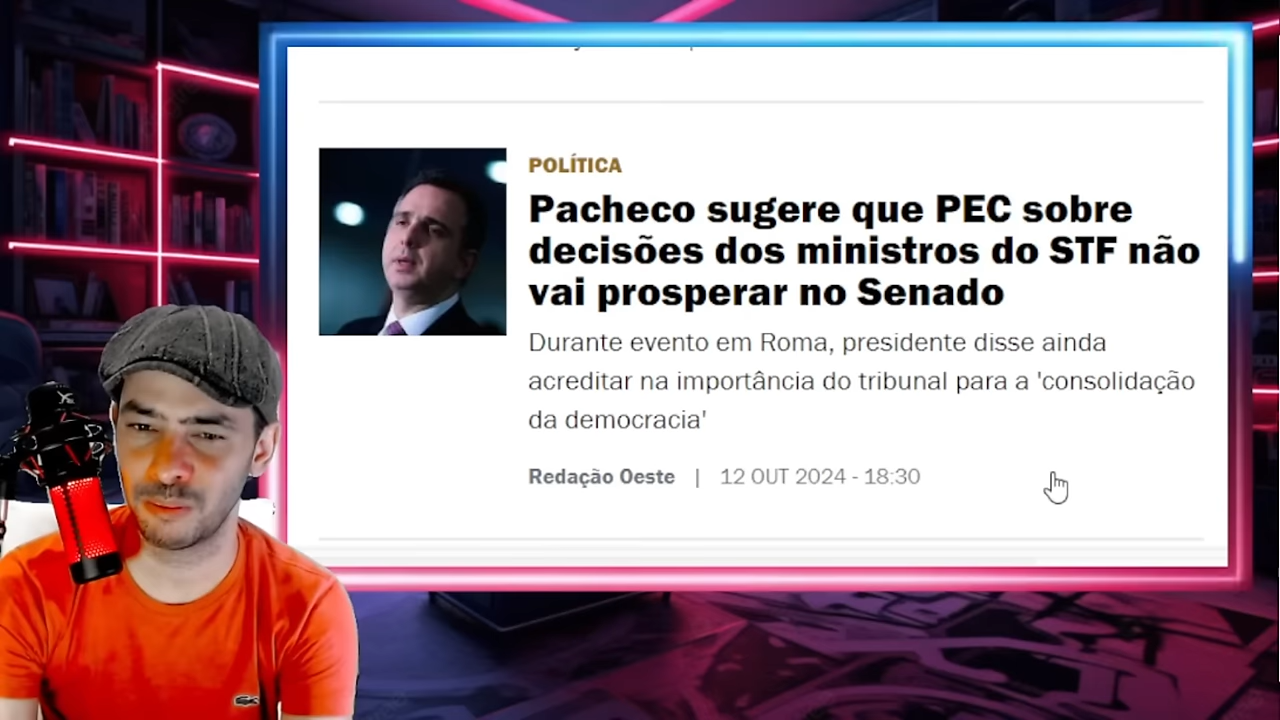 POLÍTICA
Pacheco sugere que PEC sobre
decisões dos ministros do STF não
vai prosperar no Senado
Durante evento em Roma, presidente disse ainda
acreditar na importância do tribunal para a 'consolidação
da democracia'
Redação Oeste | 12 OUT 2024 - 18:30